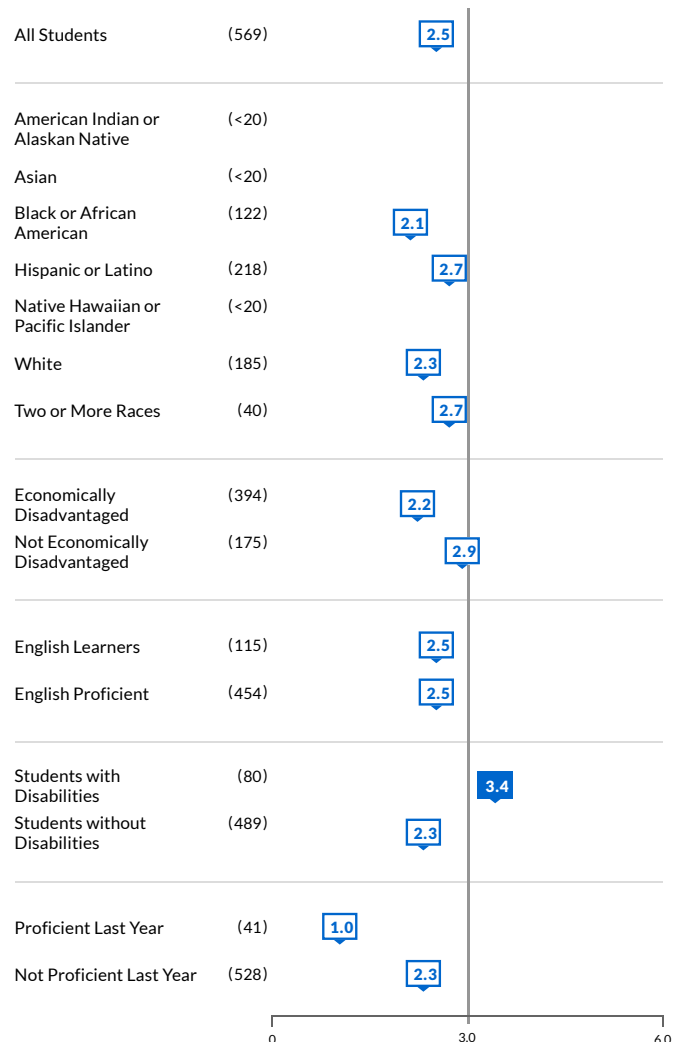 All Students (569) 2.5
American Indian or (<20)
Alaskan Native
Asian (<20)
Black or African (122) 2.1
American
Hispanic or Latino (218) 2.7
Native Hawaiian or (<20)
Pacific Islander
White (185) 2.3
Two or More Races (40) 2.7
Economically (394) 2.2
Disadvantaged
Not Economically (175) 2.9
Disadvantaged
English Learners (115) 2.5
English Proficient (454) 2.5
Students with (80) 3.4
Disabilities
Students without (489) 2.3
Disabilities
Proficient Last Year (41) 1.0
Not Proficient Last Year (528) 2.3
0 3.0 6.0